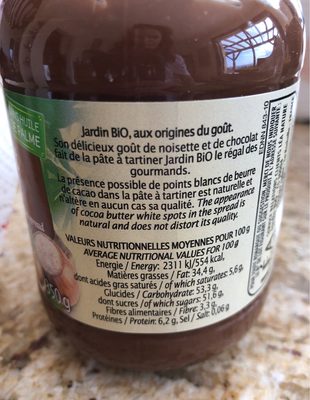 HUILE
PALME
Jardin BiO, aux origines du goût.
Son délicieux goût de noisette et de chocolat
fait de la pâte à tartiner Jardin BiO le régal des
gourmands.
La présence possible de points blancs de beurre
de cacao dans la pâte à tartiner est naturelle et
n'altère en aucun cas sa qualité. The appearance
of cocoa butter white spots in the spread is
natural and does not distort its quality.
VALEURS NUTRITIONNELLES MOYENNES POUR 100 g
AVERAGE NUTRITIONAL VALUES FOR 100 g
Energie / Energy: 2311 kJ/554 kcal,
Matières grasses / Fat: 34,4 g,
dont acides gras saturés / of which saturates: 5,6g,
Glucides / Carbohydrate: 53,3 g,
dont sucres / of which sugars: 51,6 g,
Fibres alimentaires / Fibre: 3,3 g,
Protéines / Protein: 6,2 g, Sel / Salt: 0,06 g
350 g